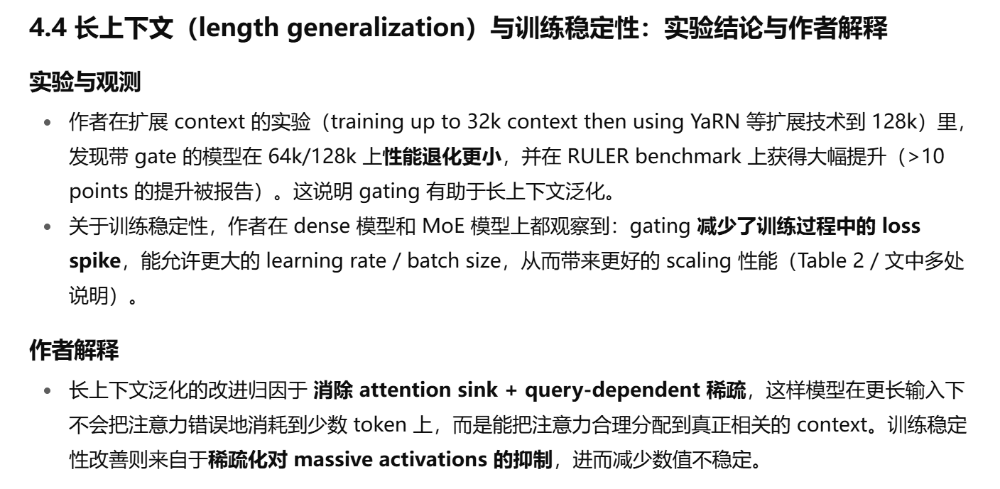 4.4 长上下文（length generalization）与训练稳定性：实验结论与作者解释
实验与观测
• 作者在扩展 context 的实验（training up to 32k context then using YaRN 等扩展技术到 128k）里，
发现带 gate 的模型在 64k/128k 上性能退化更小，并在 RULER benchmark 上获得大幅提升（>10
points 的提升被报告）。这说明 gating 有助于长上下文泛化。
• 关于训练稳定性，作者在 dense 模型和 MoE 模型上都观察到：gating 减少了训练过程中的 loss
spike，能允许更大的 learning rate / batch size，从而带来更好的 scaling 性能（Table 2 / 文中多处
说明）。
作者解释
• 长上下文泛化的改进归因于 消除 attention sink + query-dependent 稀疏，这样模型在更长输入下
不会把注意力错误地消耗到少数 token 上，而是能把注意力合理分配到真正相关的 context。训练稳定
性改善则来自于稀疏化对 massive activations 的抑制，进而减少数值不稳定。